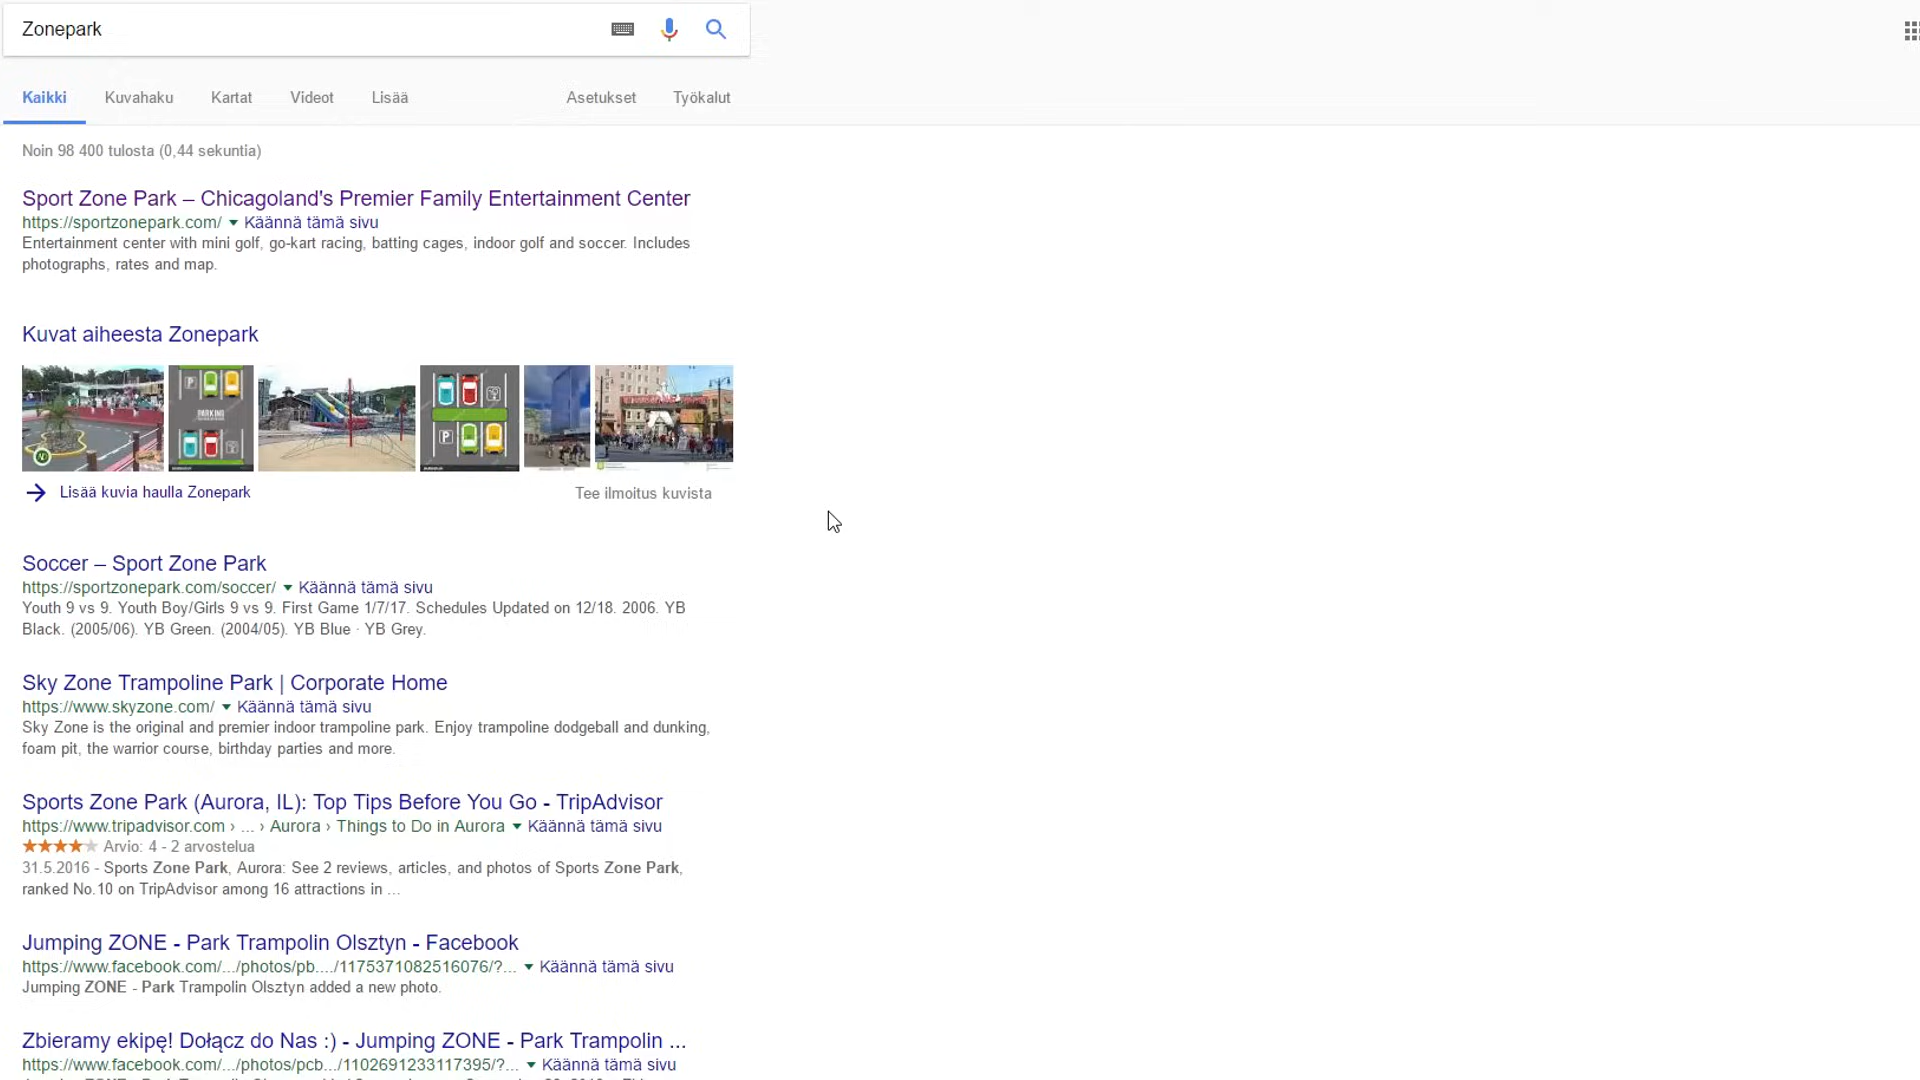 Zonepark
Kaikki Kuvahaku Kartat Videot Lisää Asetukset Työkalut
Noin 98 400 tulosta (0,44 sekuntia)
Sport Zone Park – Chicagoland's Premier Family Entertainment Center
https://sportzonepark.com/ Käännä tämä sivu
Entertainment center with mini golf, go-kart racing, batting cages, indoor golf and soccer. Includes
photographs, rates and map.
Kuvat aiheesta Zonepark
P
PARKING
P
Lisää kuvia haulla Zonepark Tee ilmoitus kuvista
Soccer – Sport Zone Park
https://sportzonepark.com/soccer/ Käännä tämä sivu
Youth 9 vs 9. Youth Boy/Girls 9 vs 9. First Game 1/7/17. Schedules Updated on 12/18. 2006. YB
Black. (2005/06). YB Green. (2004/05). YB Blue · YB Grey.
Sky Zone Trampoline Park | Corporate Home
https://www.skyzone.com/ Käännä tämä sivu
Sky Zone is the original and premier indoor trampoline park. Enjoy trampoline dodgeball and dunking,
foam pit, the warrior course, birthday parties and more.
Sports Zone Park (Aurora, IL): Top Tips Before You Go - TripAdvisor
https://www.tripadvisor.com › ... › Aurora › Things to Do in Aurora Käännä tämä sivu
Arvio: 4 - 2 arvostelua
31.5.2016 - Sports Zone Park, Aurora: See 2 reviews, articles, and photos of Sports Zone Park,
ranked No.10 on TripAdvisor among 16 attractions in ...
Jumping ZONE - Park Trampolin Olsztyn - Facebook
https://www.facebook.com/.../photos/pb..../1175371082516076/?... Käännä tämä sivu
Jumping ZONE - Park Trampolin Olsztyn added a new photo.
Zbieramy ekipę! Dołącz do Nas :) - Jumping ZONE - Park Trampolin ...
https://www.facebook.com/.../photos/pcb.../1102691233117395/?... Käännä tämä sivu